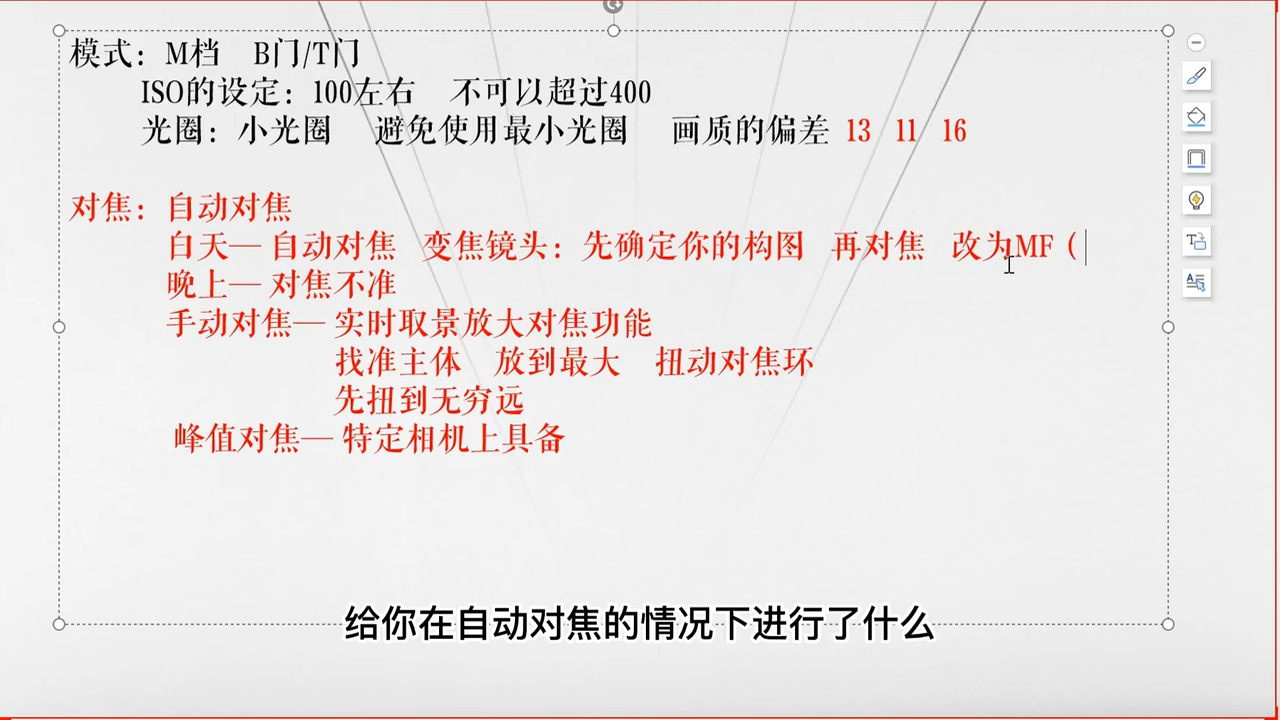 模式：M档 B门/T门
ISO的设定：100左右 不可以超过400
光圈：小光圈 避免使用最小光圈 画质的偏差 13 11 16
对焦：自动对焦
白天— 自动对焦 变焦镜头：先确定你的构图 再对焦 改为MF（
晚上— 对焦不准
手动对焦— 实时取景放大对焦功能
找准主体 放到最大 扭动对焦环
先扭到无穷远
峰值对焦— 特定相机上具备
给你在自动对焦的情况下进行了什么